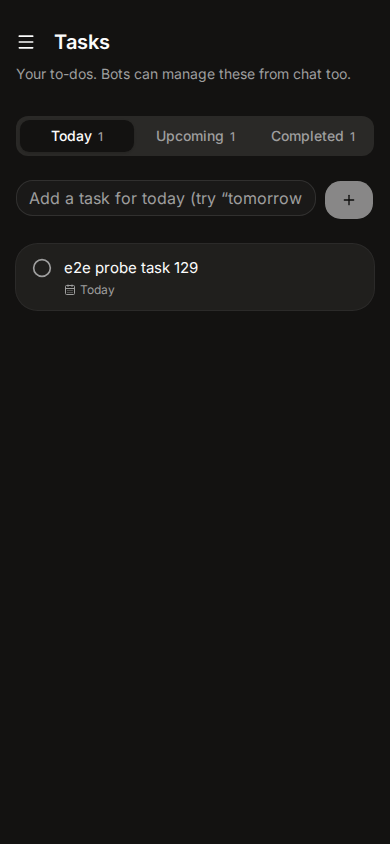 Tasks
Your to-dos. Bots can manage these from chat too.
Today 1 Upcoming 1 Completed 1
Add a task for today (try “tomorrow
+
e2e probe task 129
Today